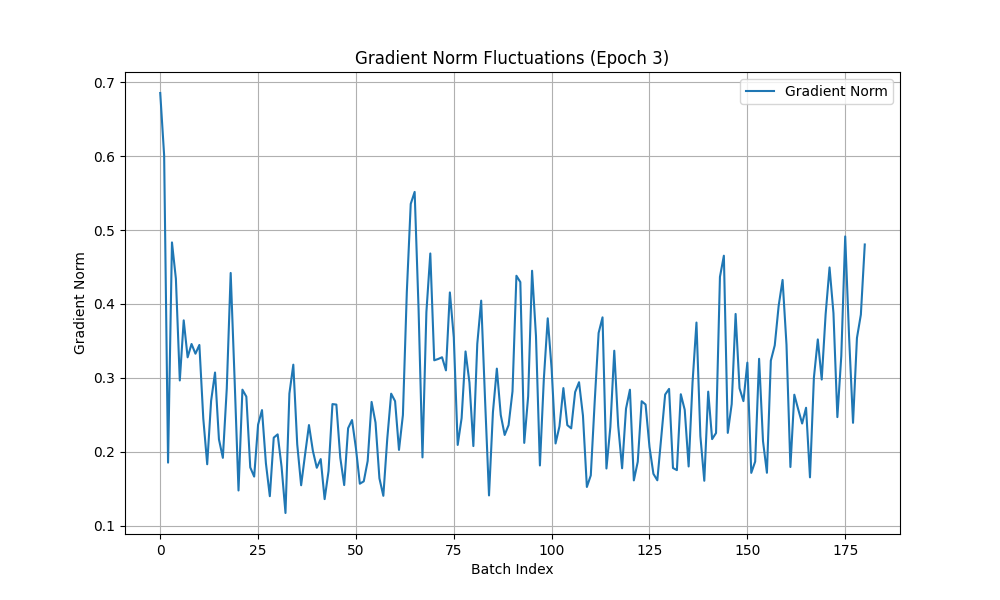 Gradient Norm Fluctuations (Epoch 3)
Gradient Norm
0.7
0.6
0.5
0.4
0.3
0.2
0.1
Gradient Norm
0 25 50 75 100 125 150 175
Batch Index